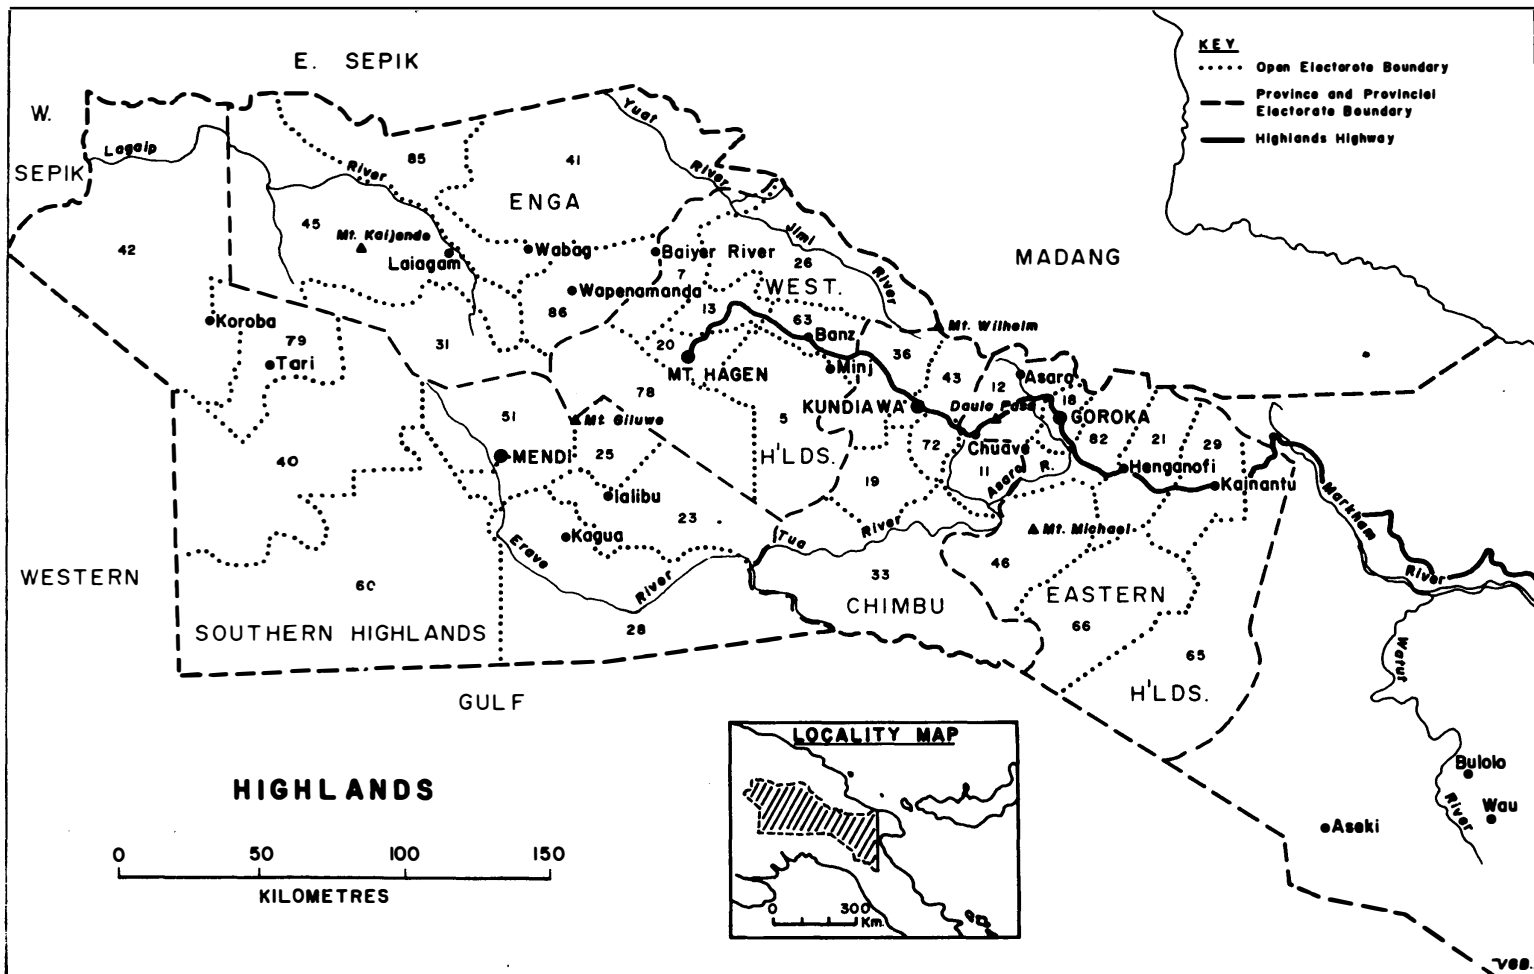 KEY
Open Electorate Boundary
Province and Provincial
Electorate Boundary
Highlands Highway
E. SEPIK
W.
SEPIK
Lagaip
River
85
41
Yuat
River
ENGA
45
Mt. Kaijende
Laiagam
Wabag
Baiyer River
Jimi
River
26
MADANG
42
7
WEST.
Wapenamanda
86
13
63
Banz
Mt. Wilhelm
Koroba
79
Tari
31
20
MT. HAGEN
Minj
36
43
12
Asaro
78
KUNDIAWA
Daulo Pass
18
GOROKA
51
Mt Giluwe
5
72
Chuave
82
21
29
MENDI
25
H'LDS.
11
Asaro R.
Henganofi
Kainantu
40
Ialibu
19
Markham
River
23
Kagua
Tua
River
Mt. Michael
Erave
River
WESTERN
60
33
46
CHIMBU
EASTERN
SOUTHERN HIGHLANDS
28
66
65
H'LDS.
Watut
River
GULF
LOCALITY MAP
0 300
Km.
Bulolo
Wau
Aseki
HIGHLANDS
0 50 100 150
KILOMETRES
VGB.